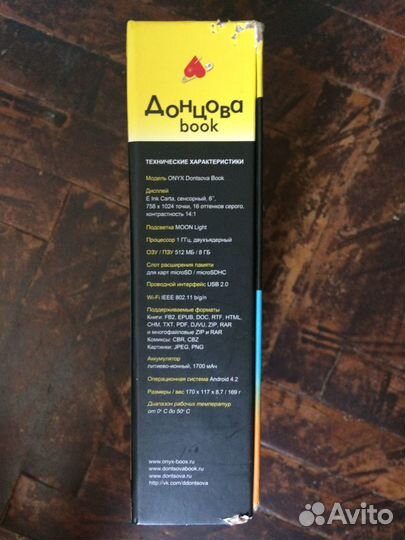 Донцова
book
ТЕХНИЧЕСКИЕ ХАРАКТЕРИСТИКИ
Модель ONYX Dontsova Book
Дисплей
E Ink Carta, сенсорный, 6",
758 x 1024 точки, 16 оттенков серого,
контрастность 14:1
Подсветка MOON Light
Процессор 1 ГГц, двухъядерный
ОЗУ / ПЗУ 512 МБ / 8 ГБ
Слот расширения памяти
для карт microSD / microSDHC
Проводной интерфейс USB 2.0
Wi-Fi IEEE 802.11 b/g/n
Поддерживаемые форматы
Книги: FB2, EPUB, DOC, RTF, HTML,
CHM, TXT, PDF, DJVU, ZIP, RAR
и многофайловые ZIP и RAR
Комиксы: CBR, CBZ
Картинки: JPEG, PNG
Аккумулятор
литиево-ионный, 1700 мАч
Операционная система Android 4.2
Размеры / вес 170 x 117 x 8,7 / 169 г
Диапазон рабочих температур
от 0° C до 50° C
www.onyx-boox.ru
www.dontsovabook.ru
www.dontsova.ru
http://vk.com/ddontsova
Avito